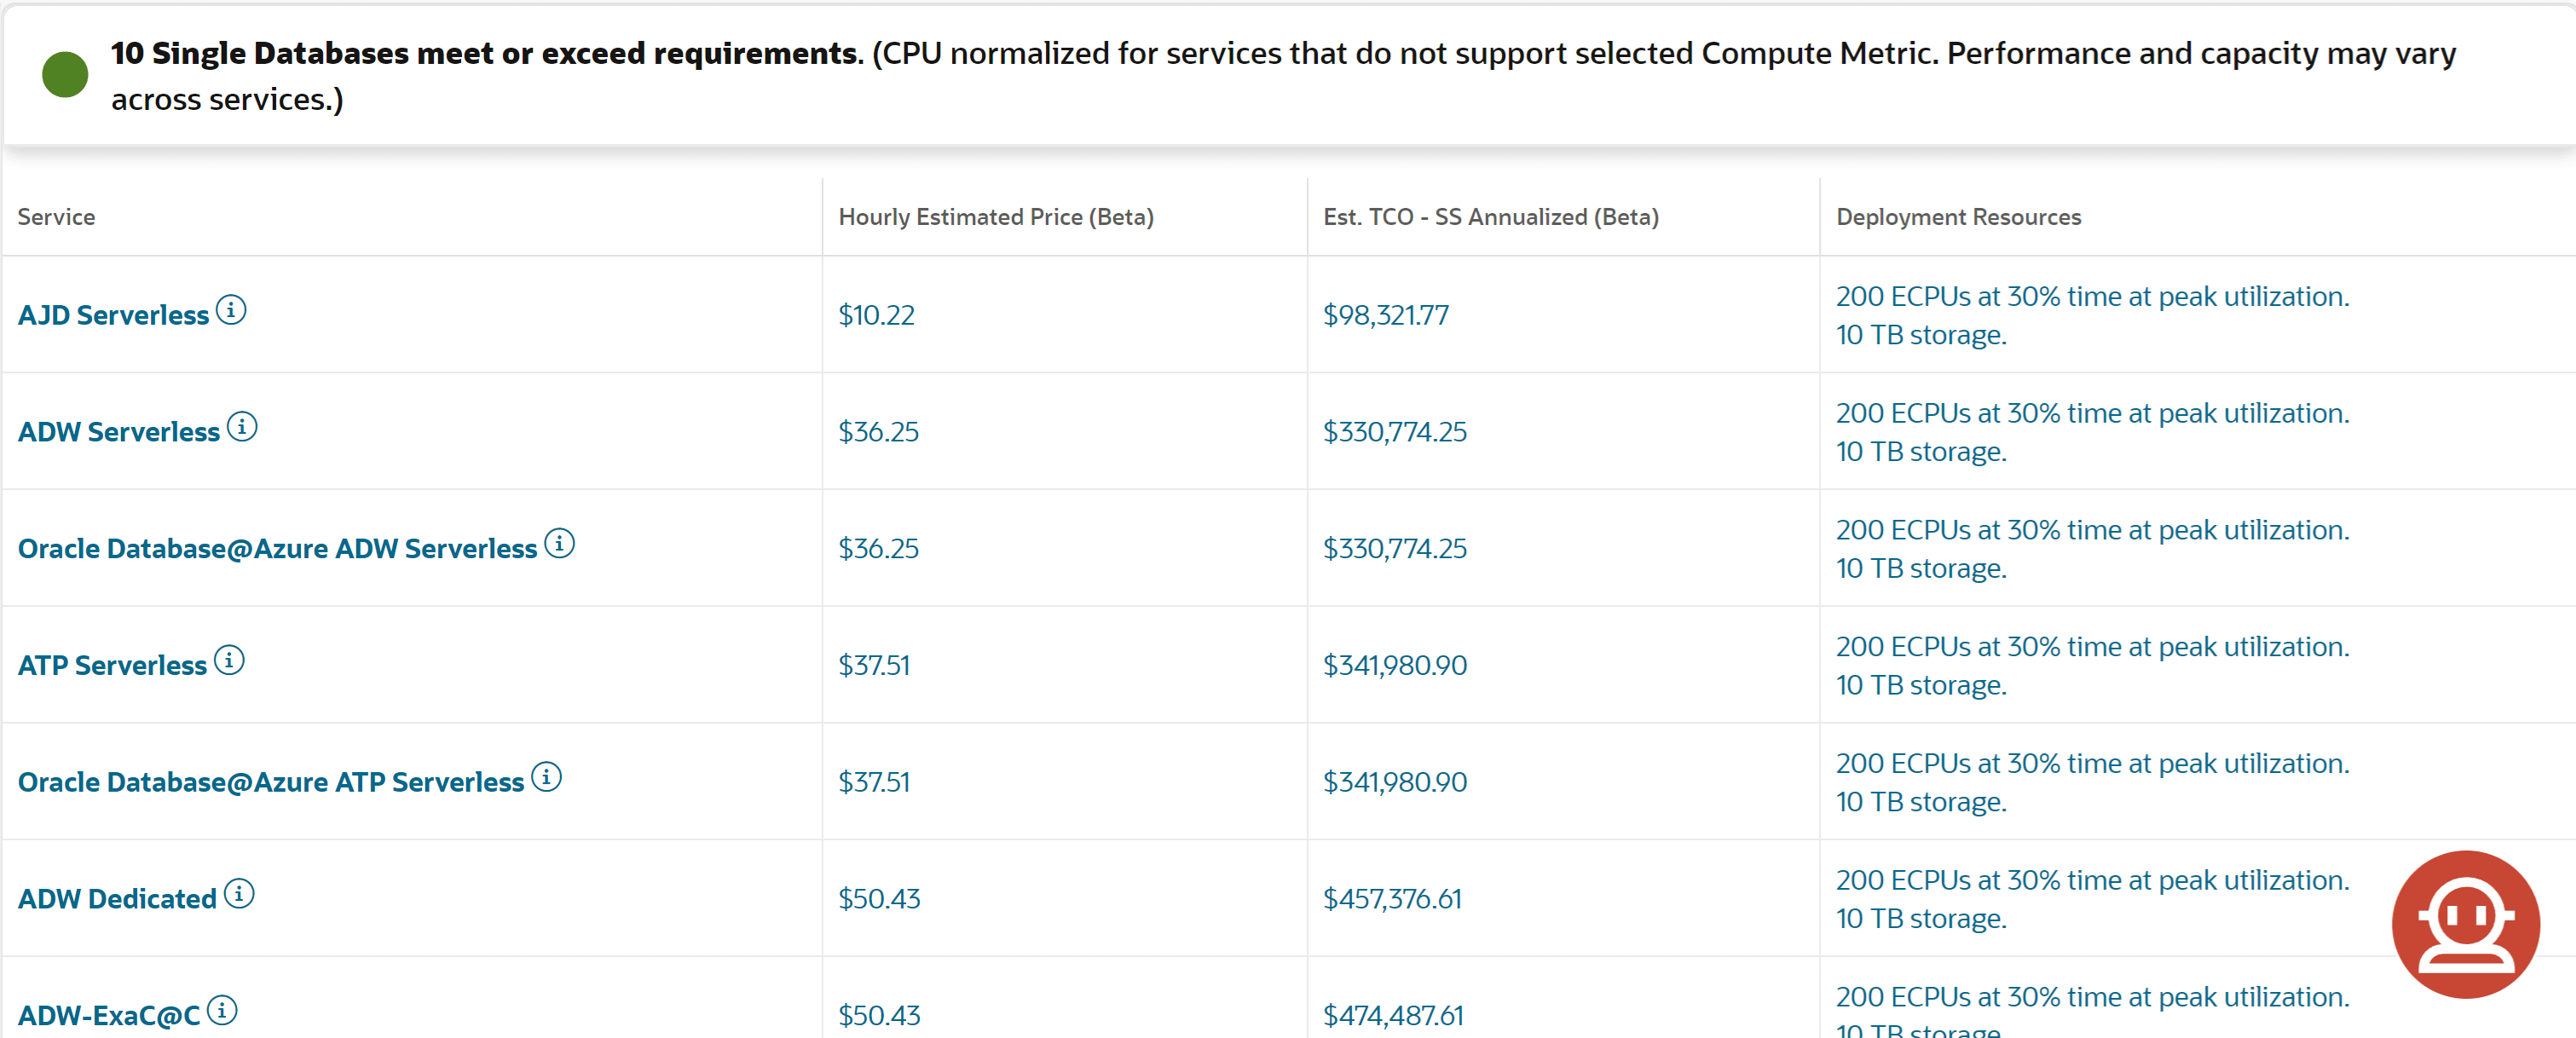 10 Single Databases meet or exceed requirements. (CPU normalized for services that do not support selected Compute Metric. Performance and capacity may vary
across services.)
Service Hourly Estimated Price (Beta) Est. TCO - SS Annualized (Beta) Deployment Resources
AJD Serverless $10.22 $98,321.77 200 ECPUs at 30% time at peak utilization.
10 TB storage.
ADW Serverless $36.25 $330,774.25 200 ECPUs at 30% time at peak utilization.
10 TB storage.
Oracle Database@Azure ADW Serverless $36.25 $330,774.25 200 ECPUs at 30% time at peak utilization.
10 TB storage.
ATP Serverless $37.51 $341,980.90 200 ECPUs at 30% time at peak utilization.
10 TB storage.
Oracle Database@Azure ATP Serverless $37.51 $341,980.90 200 ECPUs at 30% time at peak utilization.
10 TB storage.
ADW Dedicated $50.43 $457,376.61 200 ECPUs at 30% time at peak utilization.
10 TB storage.
ADW-ExaC@C $50.43 $474,487.61 200 ECPUs at 30% time at peak utilization.
10 TB storage